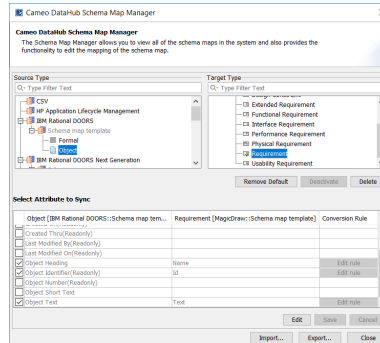 Cameo DataHub Schema Map Manager
Cameo DataHub Schema Map Manager
The Schema Map Manager allows you to view all of the schema maps in the system and also provides the
functionality to edit the mapping of the schema map.
Source Type
Target Type
Type Filter Text
Type Filter Text
CSV
HP Application Lifecycle Management
IBM Rational DOORS
Schema map template
Formal
Object
IBM Rational DOORS Next Generation
Extended Requirement
Functional Requirement
Interface Requirement
Performance Requirement
Physical Requirement
Requirement
Usability Requirement
Remove Default Deactivate Delete
Select Attribute to Sync
Object [IBM Rational DOORS::Schema map tem... Requirement [MagicDraw::Schema map template] Conversion Rule
Created Thru(Readonly)
Last Modified By(Readonly)
Last Modified On(Readonly)
Object Heading Name Edit rule
Object Identifier(Readonly) Id Edit rule
Object Number(Readonly)
Object Short Text
Object Text Text Edit rule
Edit Save Cancel
Import... Export... Close